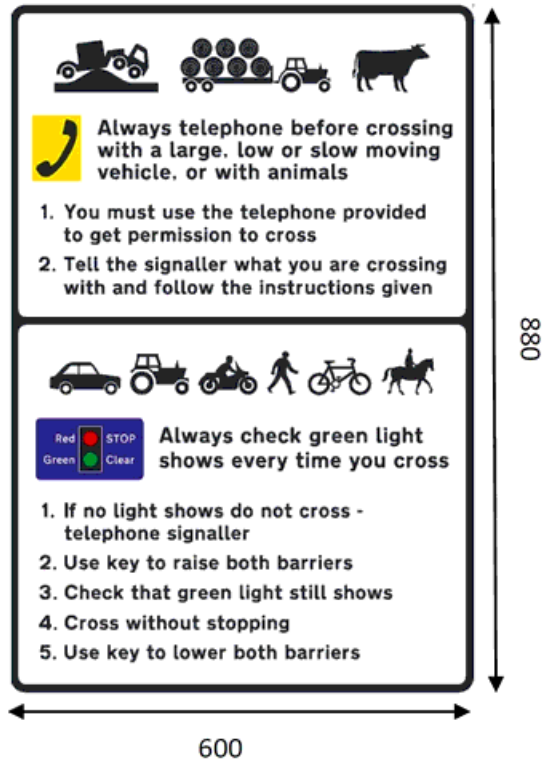 Always telephone before crossing
with a large, low or slow moving
vehicle, or with animals
1. You must use the telephone provided
to get permission to cross
2. Tell the signaller what you are crossing
with and follow the instructions given
Red STOP
Green Clear
Always check green light
shows every time you cross
1. If no light shows do not cross -
telephone signaller
2. Use key to raise both barriers
3. Check that green light still shows
4. Cross without stopping
5. Use key to lower both barriers
880
600